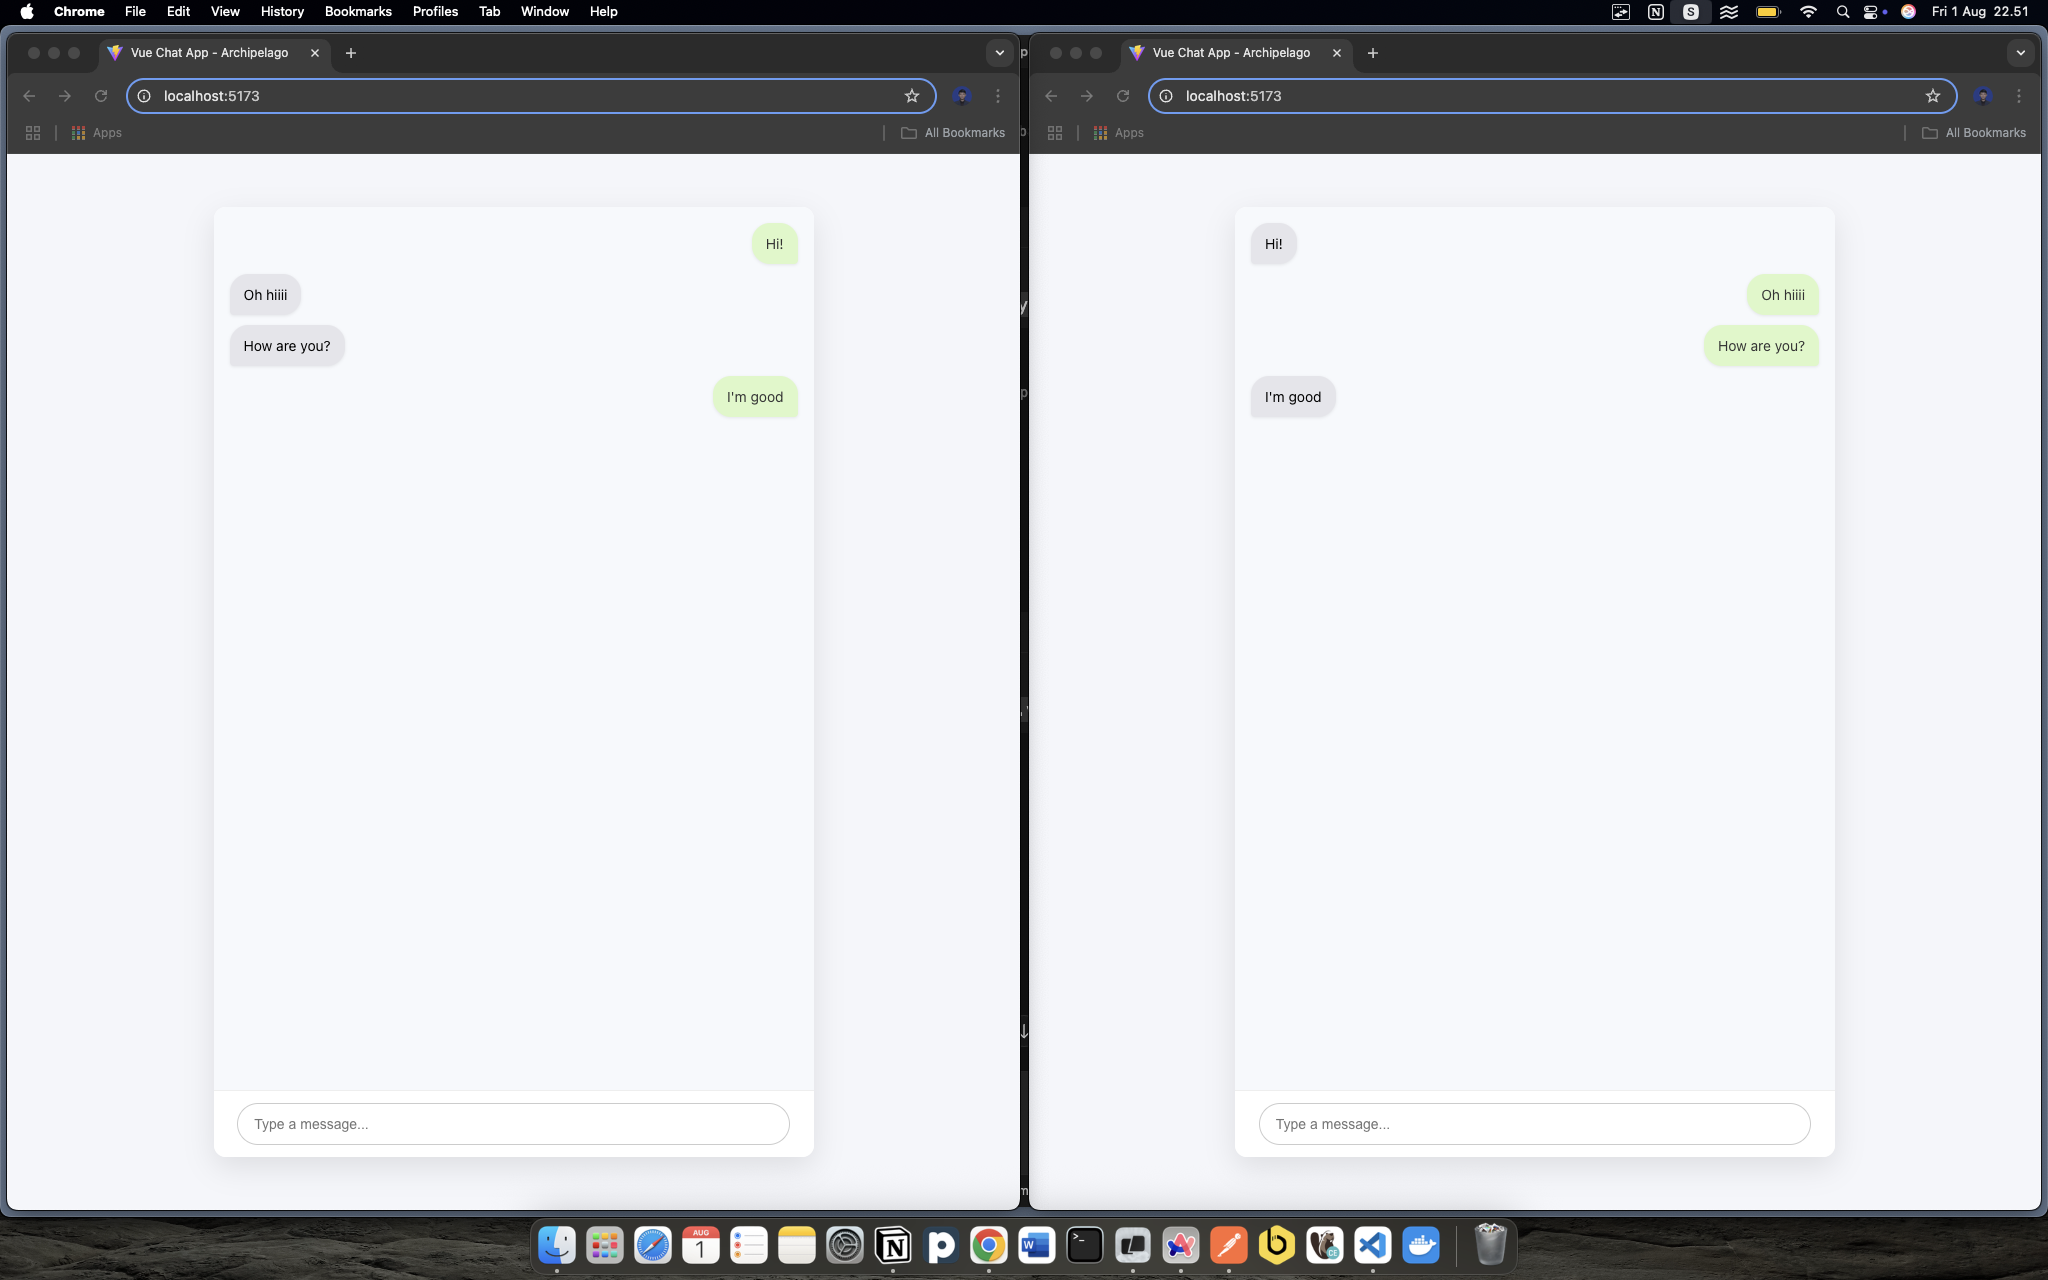 Chrome File Edit View History Bookmarks Profiles Tab Window Help
N S Fri 1 Aug 22.51
Vue Chat App - Archipelago
localhost:5173
Apps All Bookmarks
Hi!
Oh hiiii
How are you?
I'm good
Type a message...
Vue Chat App - Archipelago
localhost:5173
Apps All Bookmarks
Hi!
Oh hiiii
How are you?
I'm good
Type a message...
AUG
1
N
W
CE